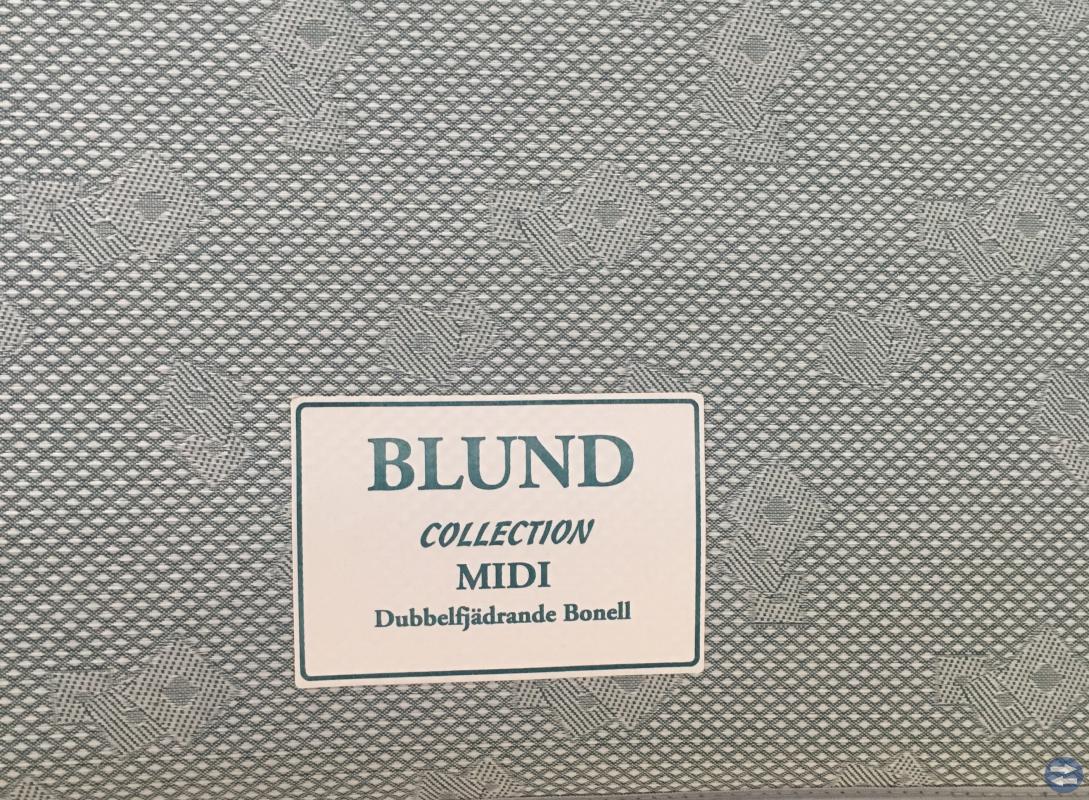 BLUND
COLLECTION
MIDI
Dubbelfjädrande Bonell